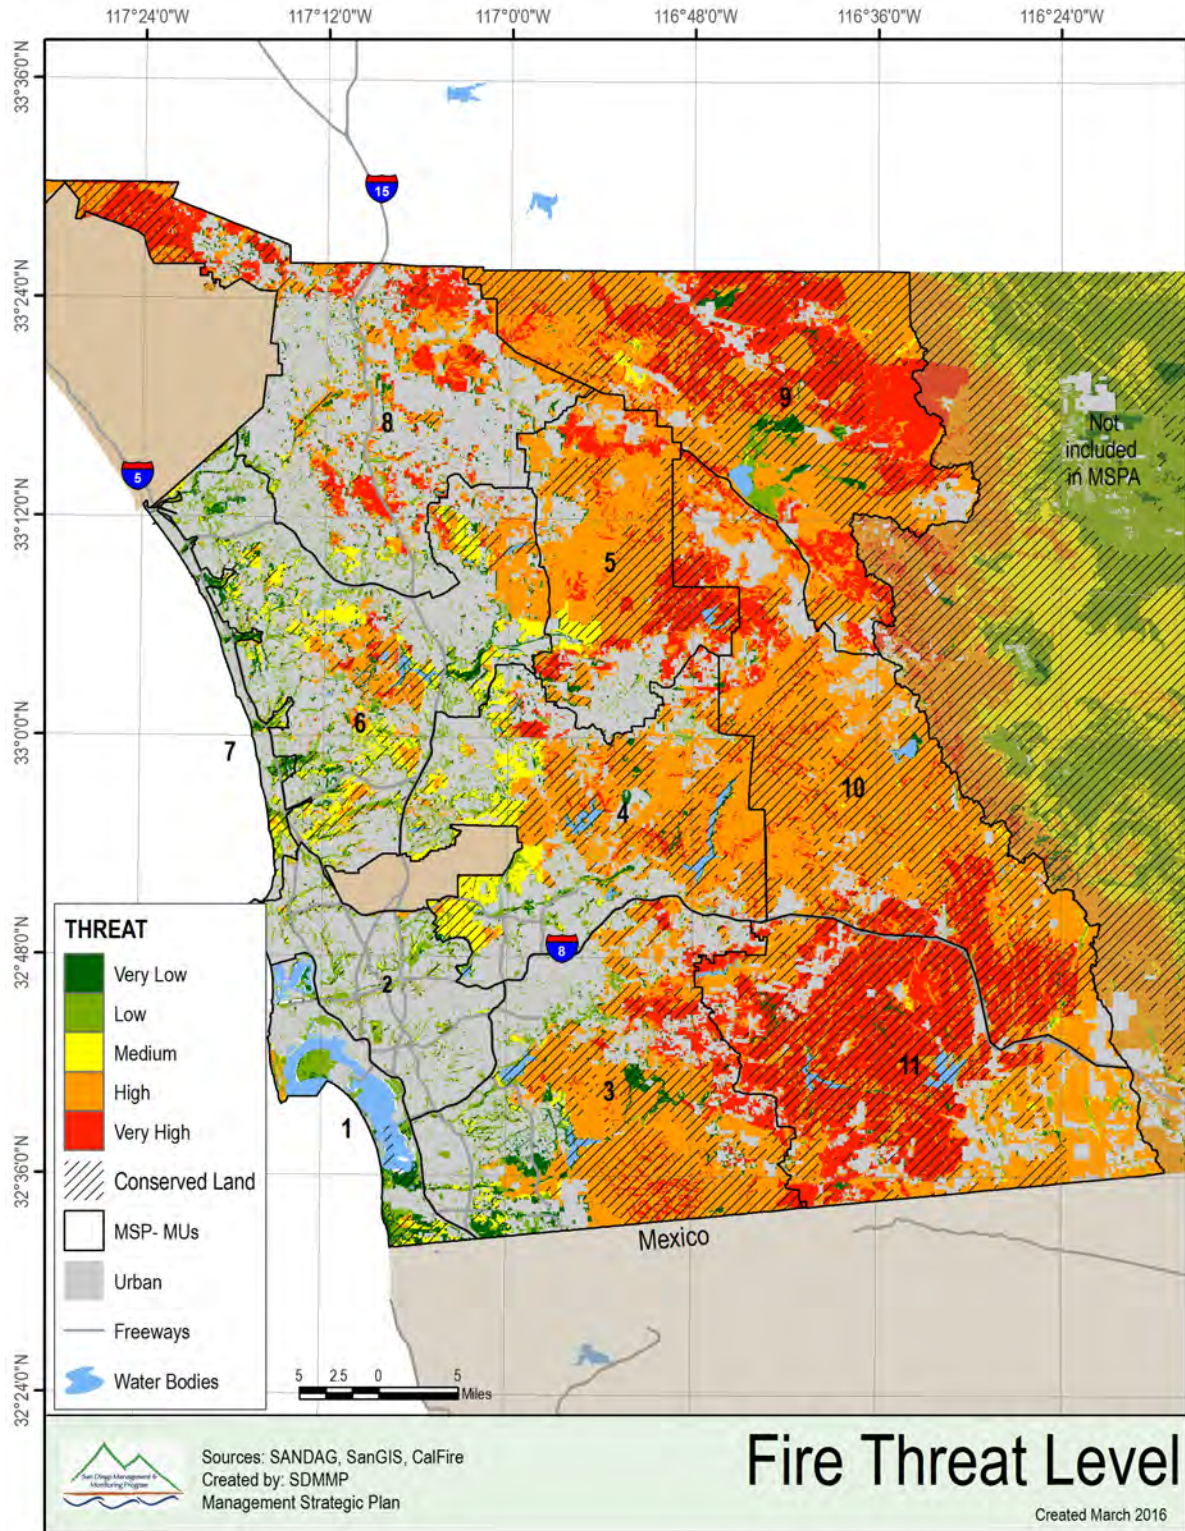 117°24'0"W 117°12'0"W 117°0'0"W 116°48'0"W 116°36'0"W 116°24'0"W
33°36'0"N
15
33°24'0"N
9
8
Not
included
in MSPA
5
33°12'0"N
5
6
33°0'0"N
7
10
4
THREAT
8
32°48'0"N
Very Low
2
Low
Medium
11
High
3
Very High
1
32°36'0"N
Conserved Land
MSP- MUs
Mexico
Urban
Freeways
Water Bodies
32°24'0"N
5 2.5 0 5
Miles
San Diego Management &
Monitoring Program
Sources: SANDAG, SanGIS, CalFire
Created by: SDMMP
Management Strategic Plan
Fire Threat Level
Created March 2016